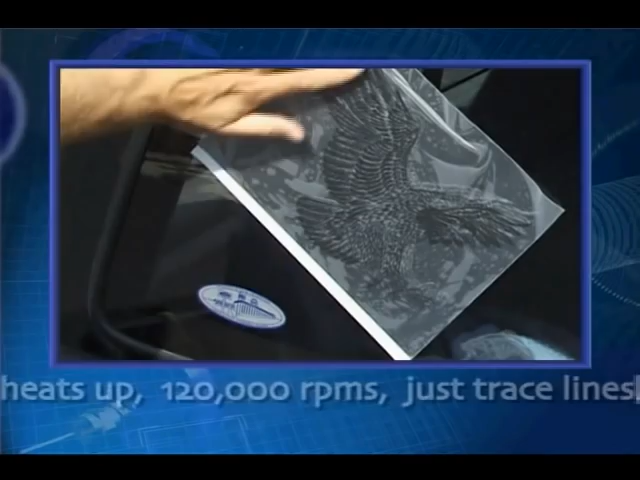 heats up, 120,000 rpms, just trace lines